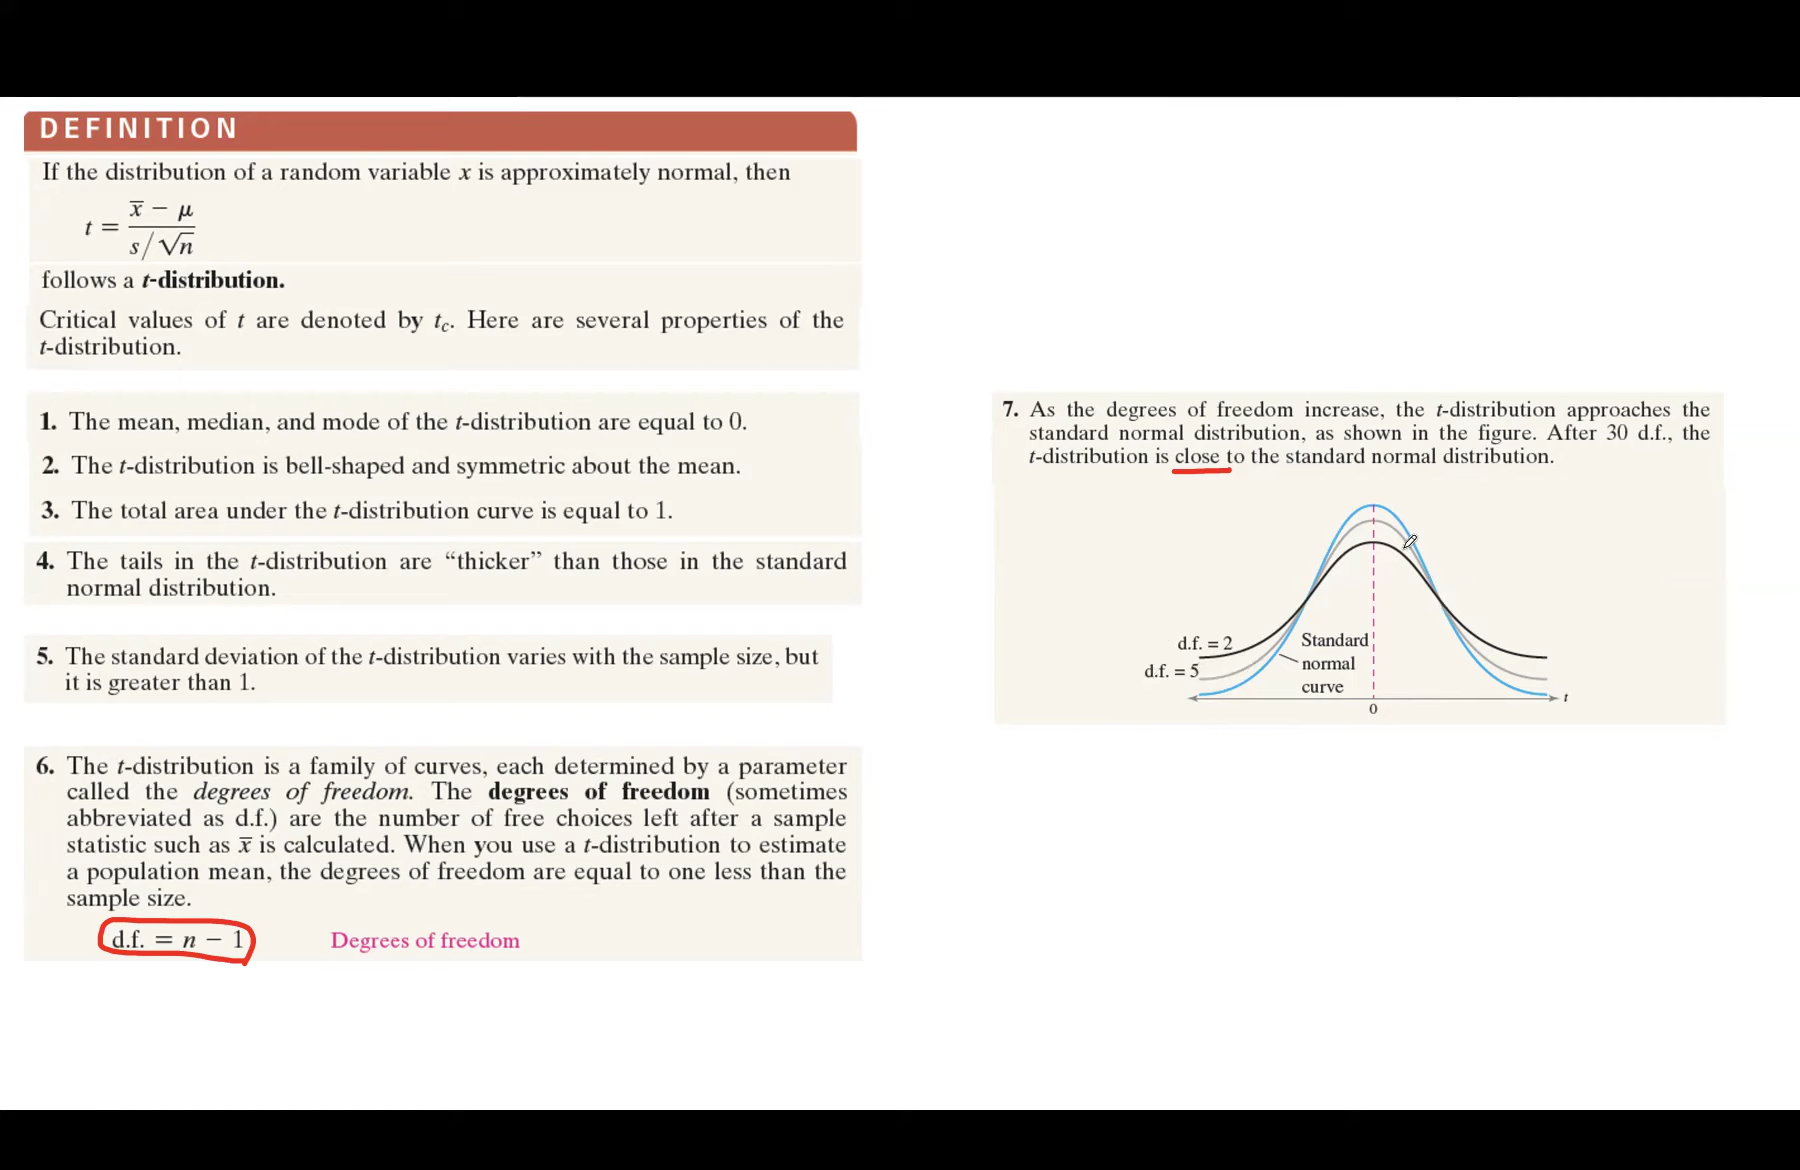 DEFINITION
If the distribution of a random variable x is approximately normal, then
t = x̄ − μ / s/√n
follows a t-distribution.
Critical values of t are denoted by t_c. Here are several properties of the
t-distribution.
1. The mean, median, and mode of the t-distribution are equal to 0.
2. The t-distribution is bell-shaped and symmetric about the mean.
3. The total area under the t-distribution curve is equal to 1.
4. The tails in the t-distribution are “thicker” than those in the standard
normal distribution.
5. The standard deviation of the t-distribution varies with the sample size, but
it is greater than 1.
6. The t-distribution is a family of curves, each determined by a parameter
called the degrees of freedom. The degrees of freedom (sometimes
abbreviated as d.f.) are the number of free choices left after a sample
statistic such as x̄ is calculated. When you use a t-distribution to estimate
a population mean, the degrees of freedom are equal to one less than the
sample size.
d.f. = n − 1 Degrees of freedom
7. As the degrees of freedom increase, the t-distribution approaches the
standard normal distribution, as shown in the figure. After 30 d.f., the
t-distribution is close to the standard normal distribution.
d.f. = 2
d.f. = 5
Standard
normal
curve
t
0